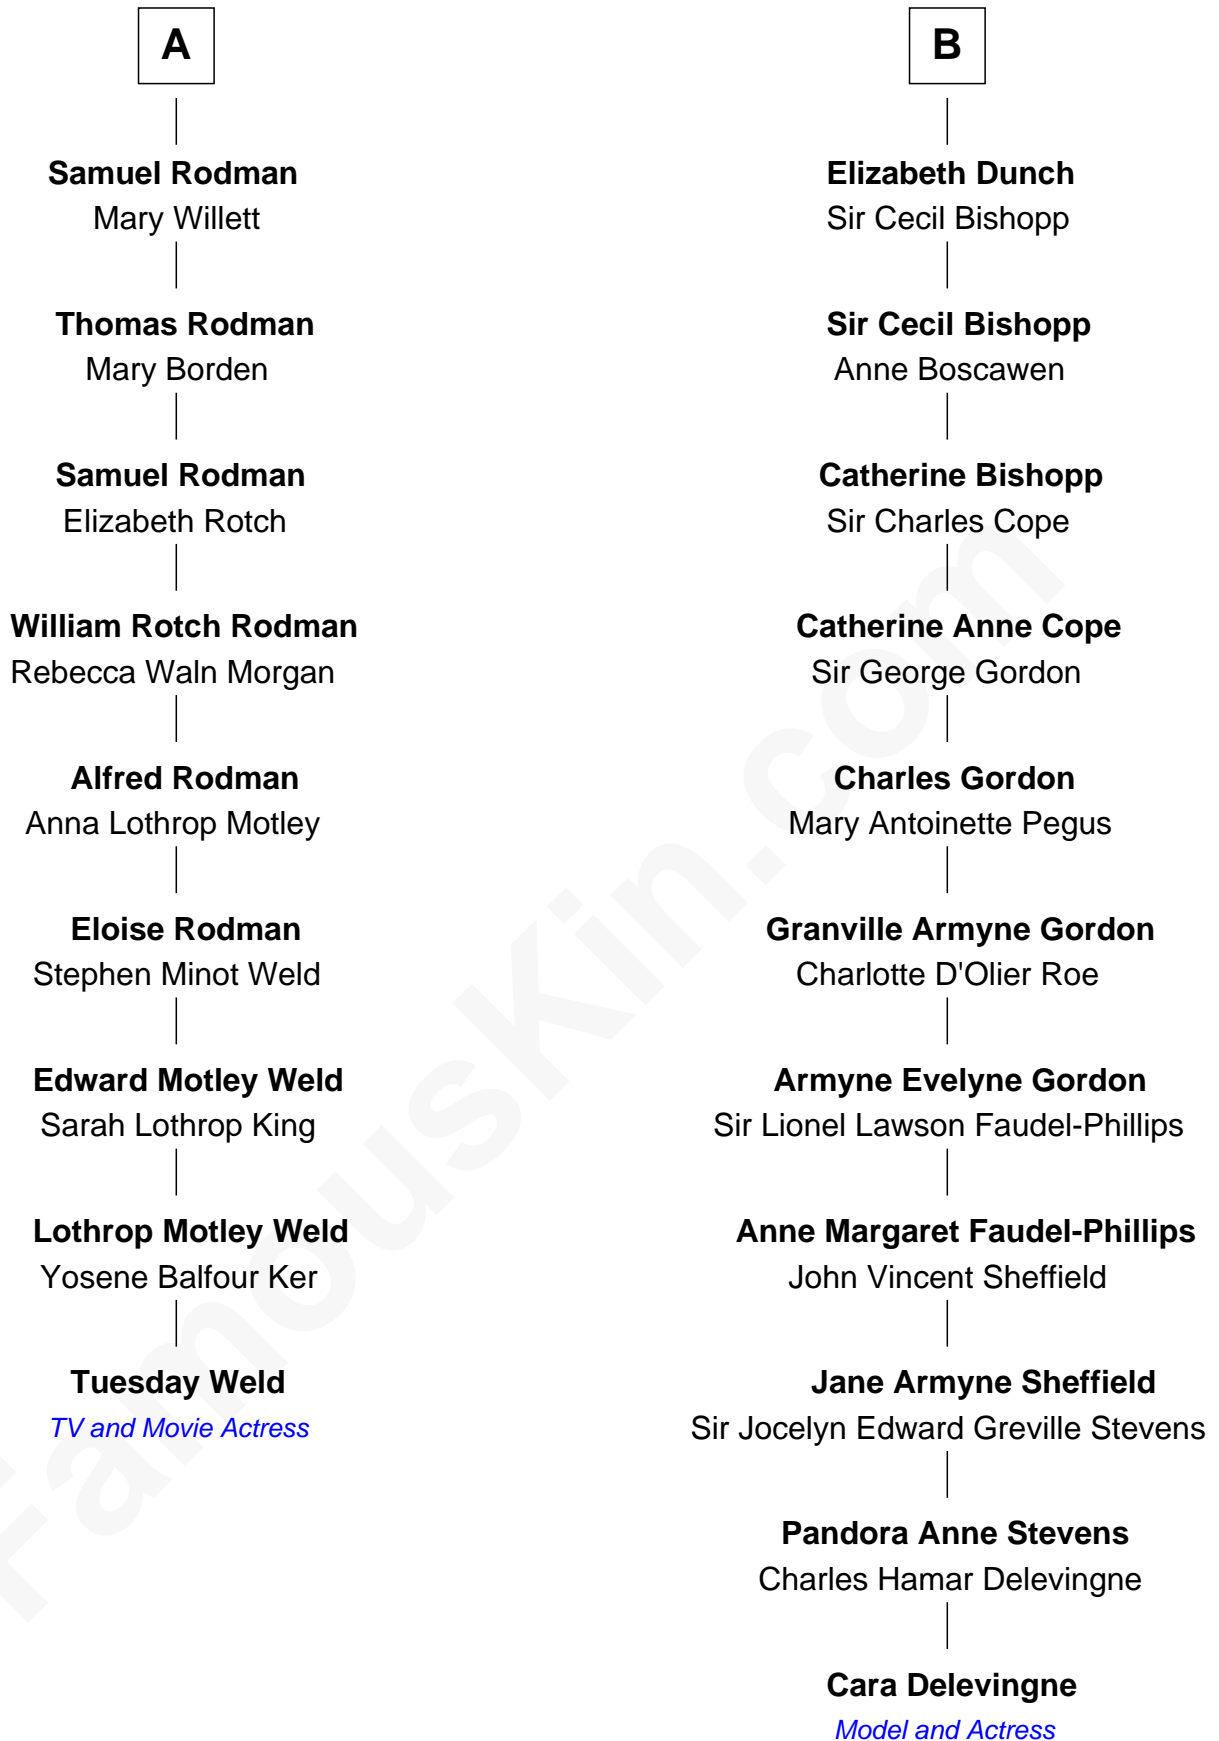 A
Samuel Rodman
Mary Willett
Thomas Rodman
Mary Borden
Samuel Rodman
Elizabeth Rotch
William Rotch Rodman
Rebecca Waln Morgan
Alfred Rodman
Anna Lothrop Motley
Eloise Rodman
Stephen Minot Weld
Edward Motley Weld
Sarah Lothrop King
Lothrop Motley Weld
Yosene Balfour Ker
Tuesday Weld
TV and Movie Actress
B
Elizabeth Dunch
Sir Cecil Bishopp
Sir Cecil Bishopp
Anne Boscawen
Catherine Bishopp
Sir Charles Cope
Catherine Anne Cope
Sir George Gordon
Charles Gordon
Mary Antoinette Pegus
Granville Armyne Gordon
Charlotte D'Olier Roe
Armyne Evelyne Gordon
Sir Lionel Lawson Faudel-Phillips
Anne Margaret Faudel-Phillips
John Vincent Sheffield
Jane Armyne Sheffield
Sir Jocelyn Edward Greville Stevens
Pandora Anne Stevens
Charles Hamar Delevingne
Cara Delevingne
Model and Actress
FamousKin.com